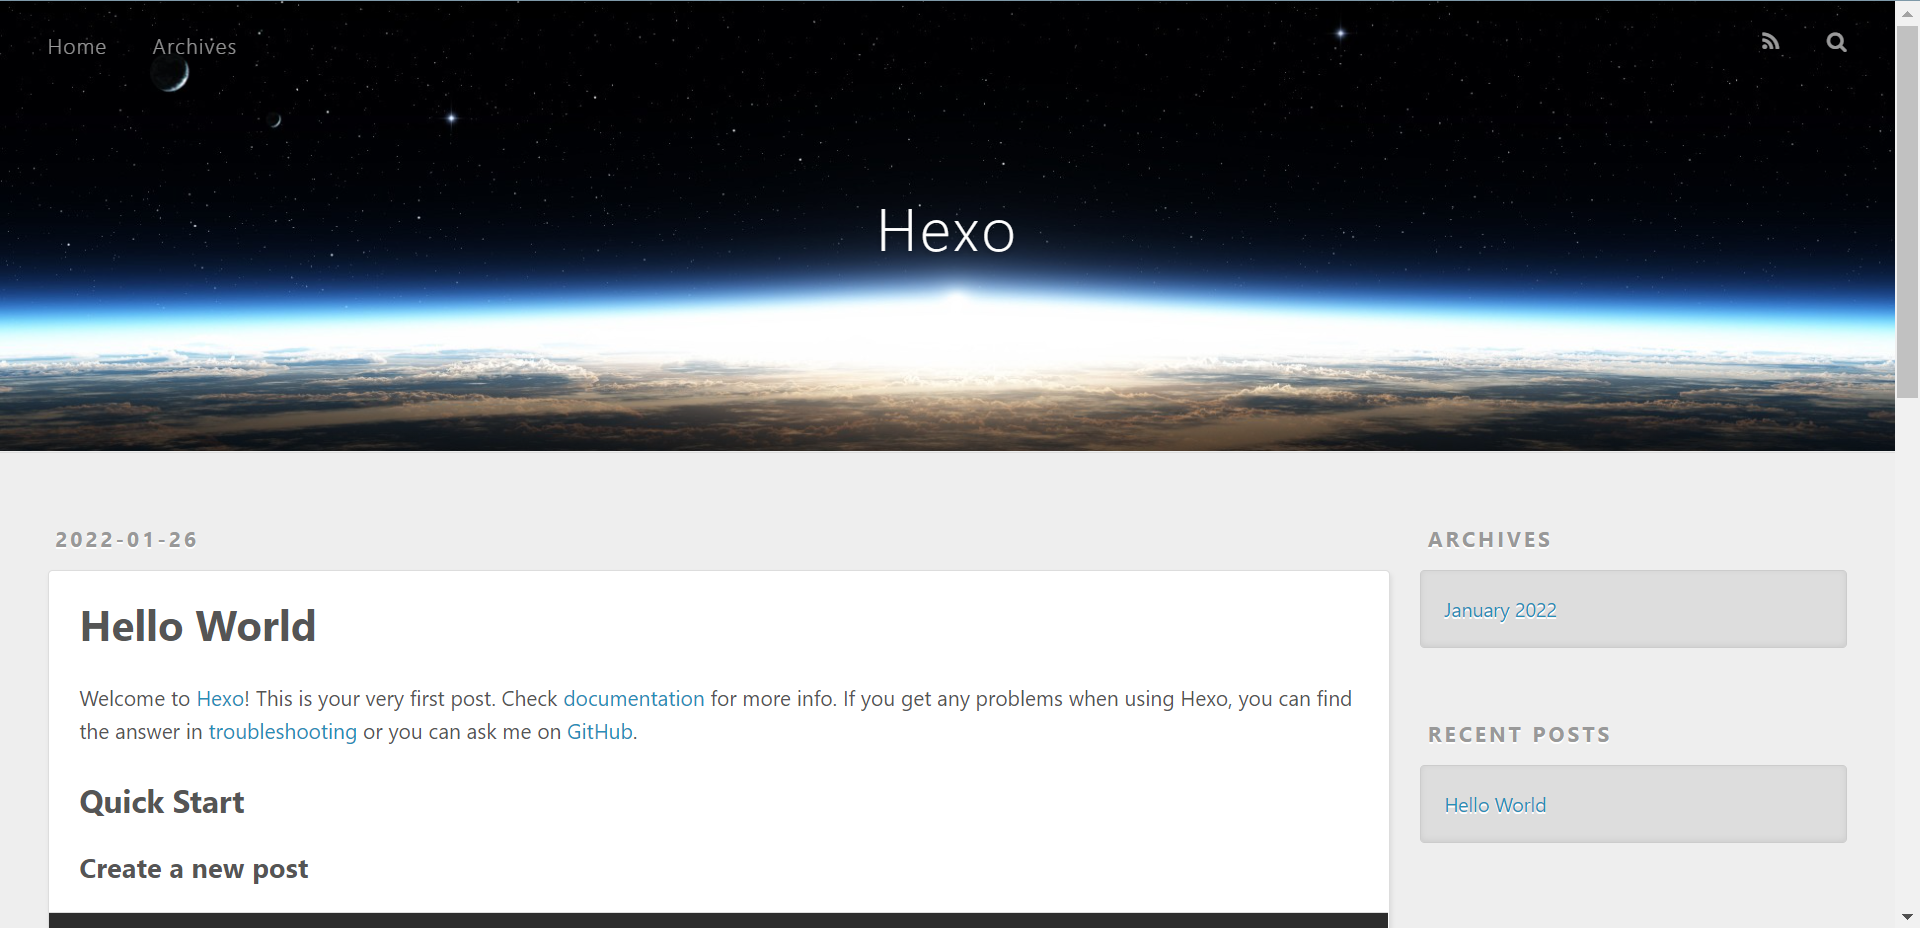 Home Archives
Hexo
2022-01-26
Hello World
Welcome to Hexo! This is your very first post. Check documentation for more info. If you get any problems when using Hexo, you can find
the answer in troubleshooting or you can ask me on GitHub.
Quick Start
Create a new post
ARCHIVES
January 2022
RECENT POSTS
Hello World